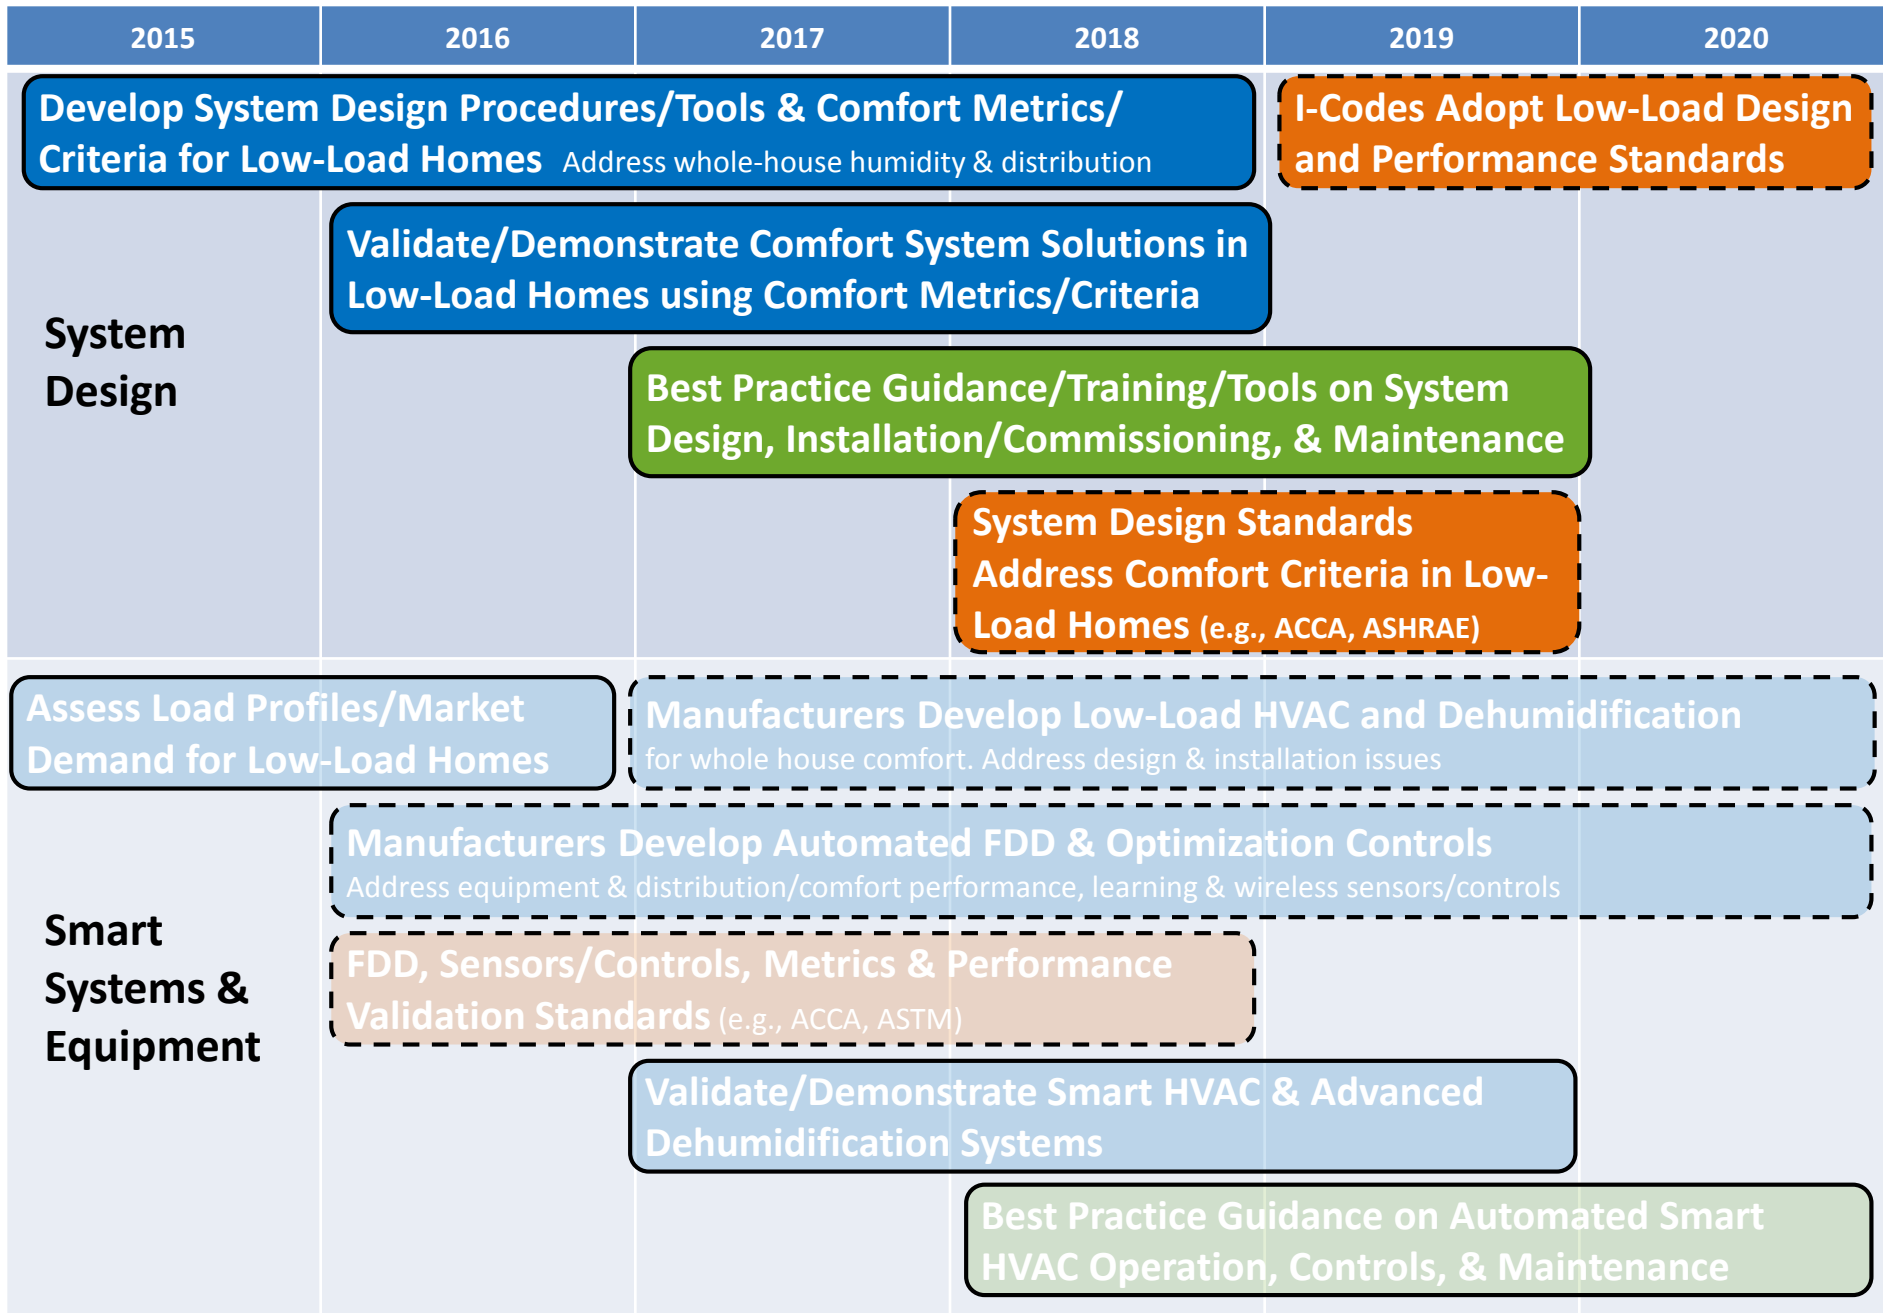 2015 2016 2017 2018 2019 2020
Develop System Design Procedures/Tools & Comfort Metrics/
Criteria for Low-Load Homes Address whole-house humidity & distribution
I-Codes Adopt Low-Load Design
and Performance Standards
Validate/Demonstrate Comfort System Solutions in
Low-Load Homes using Comfort Metrics/Criteria
System
Design
Best Practice Guidance/Training/Tools on System
Design, Installation/Commissioning, & Maintenance
System Design Standards
Address Comfort Criteria in Low-
Load Homes (e.g., ACCA, ASHRAE)
Assess Load Profiles/Market
Demand for Low-Load Homes
Manufacturers Develop Low-Load HVAC and Dehumidification
for whole house comfort. Address design & installation issues
Manufacturers Develop Automated FDD & Optimization Controls
Address equipment & distribution/comfort performance, learning & wireless sensors/controls
Smart
Systems &
Equipment
FDD, Sensors/Controls, Metrics & Performance
Validation Standards (e.g., ACCA, ASTM)
Validate/Demonstrate Smart HVAC & Advanced
Dehumidification Systems
Best Practice Guidance on Automated Smart
HVAC Operation, Controls, & Maintenance